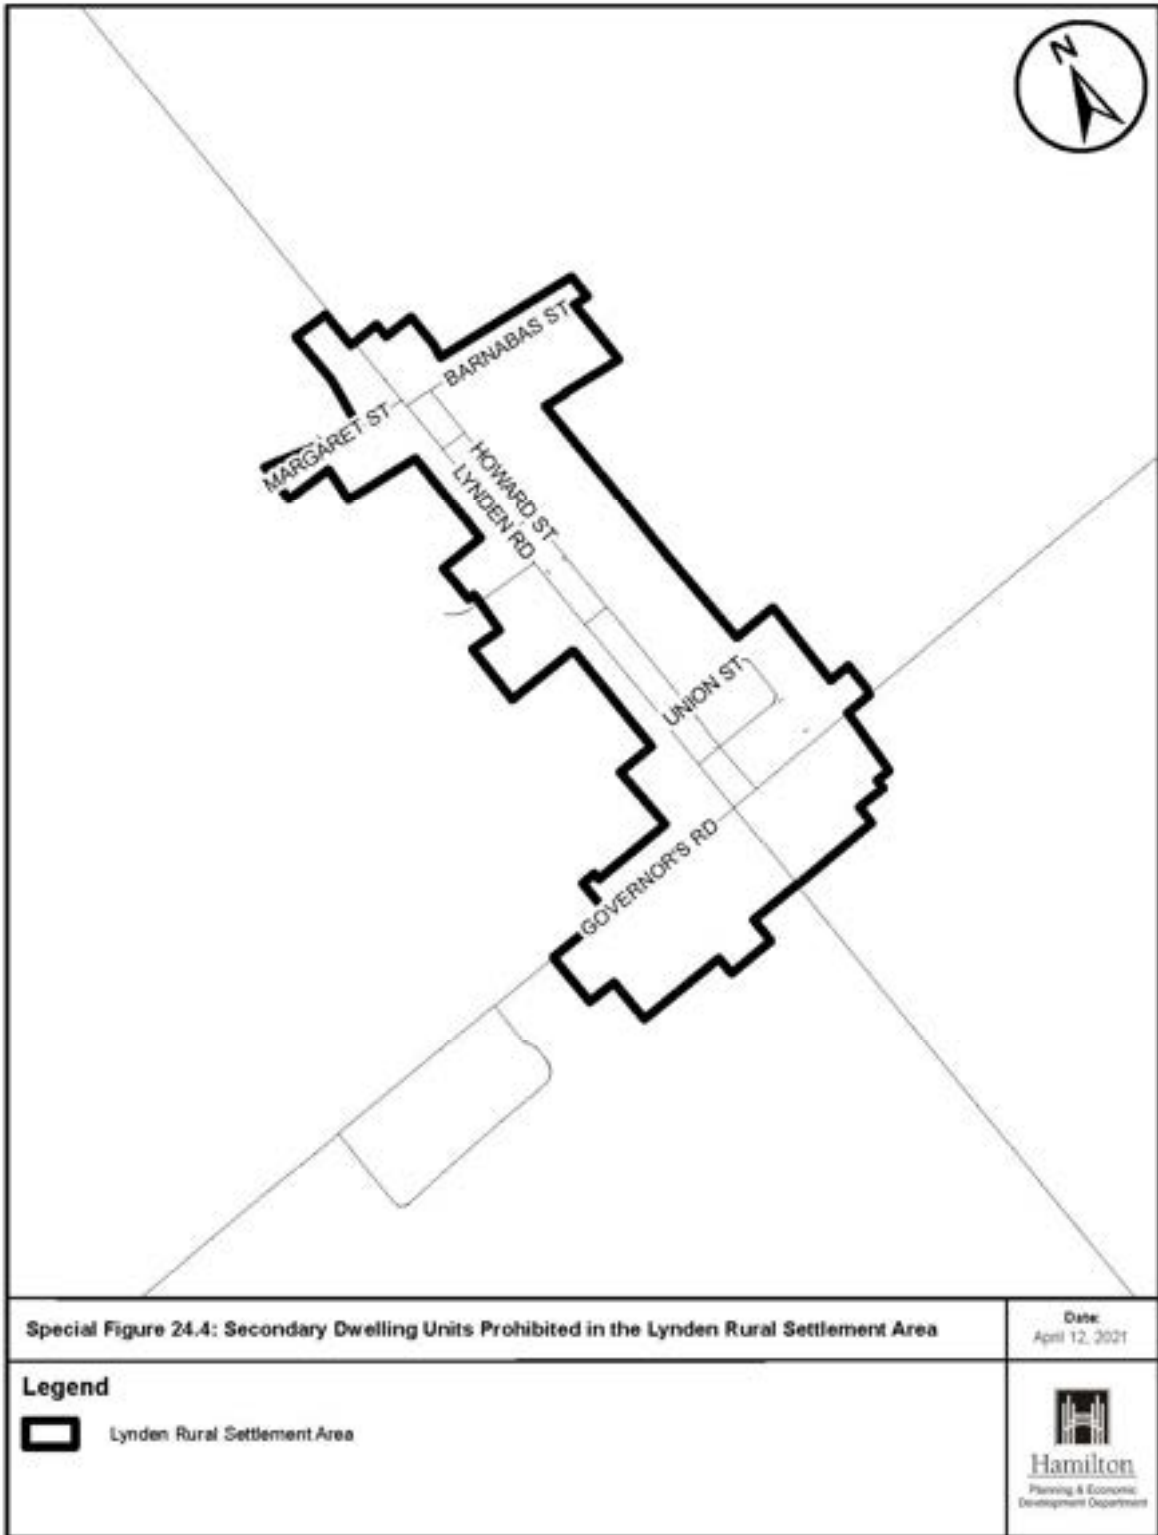 N
BARNABAS ST
MARGARET ST
HOWARD ST
LYNDEN RD
UNION ST
GOVERNOR'S RD
Special Figure 24.4: Secondary Dwelling Units Prohibited in the Lynden Rural Settlement Area
Date:
April 12, 2021
Legend
Lynden Rural Settlement Area
Hamilton
Planning & Economic
Development Department